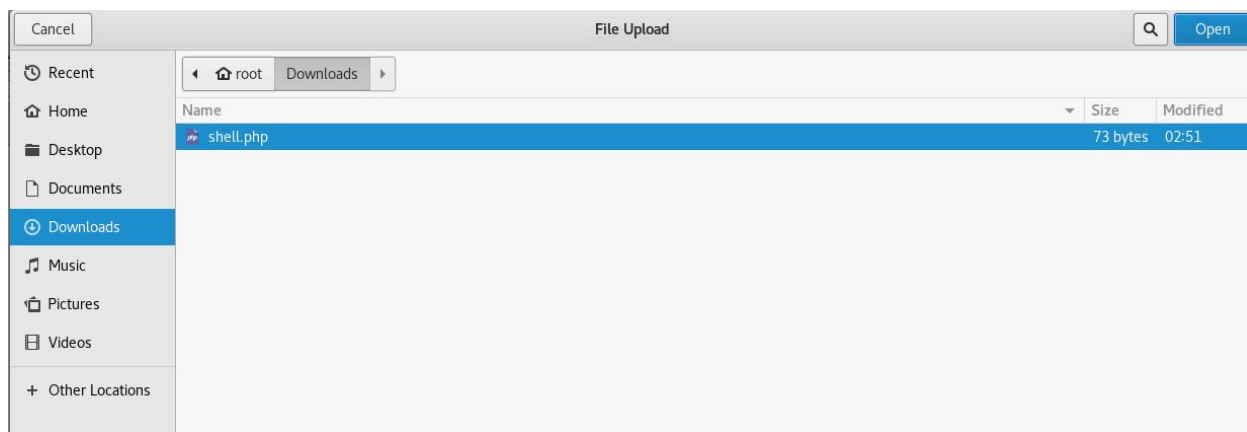 Cancel
File Upload
Open
Recent
Home
Desktop
Documents
Downloads
Music
Pictures
Videos
+ Other Locations
root Downloads
Name Size Modified
shell.php 73 bytes 02:51